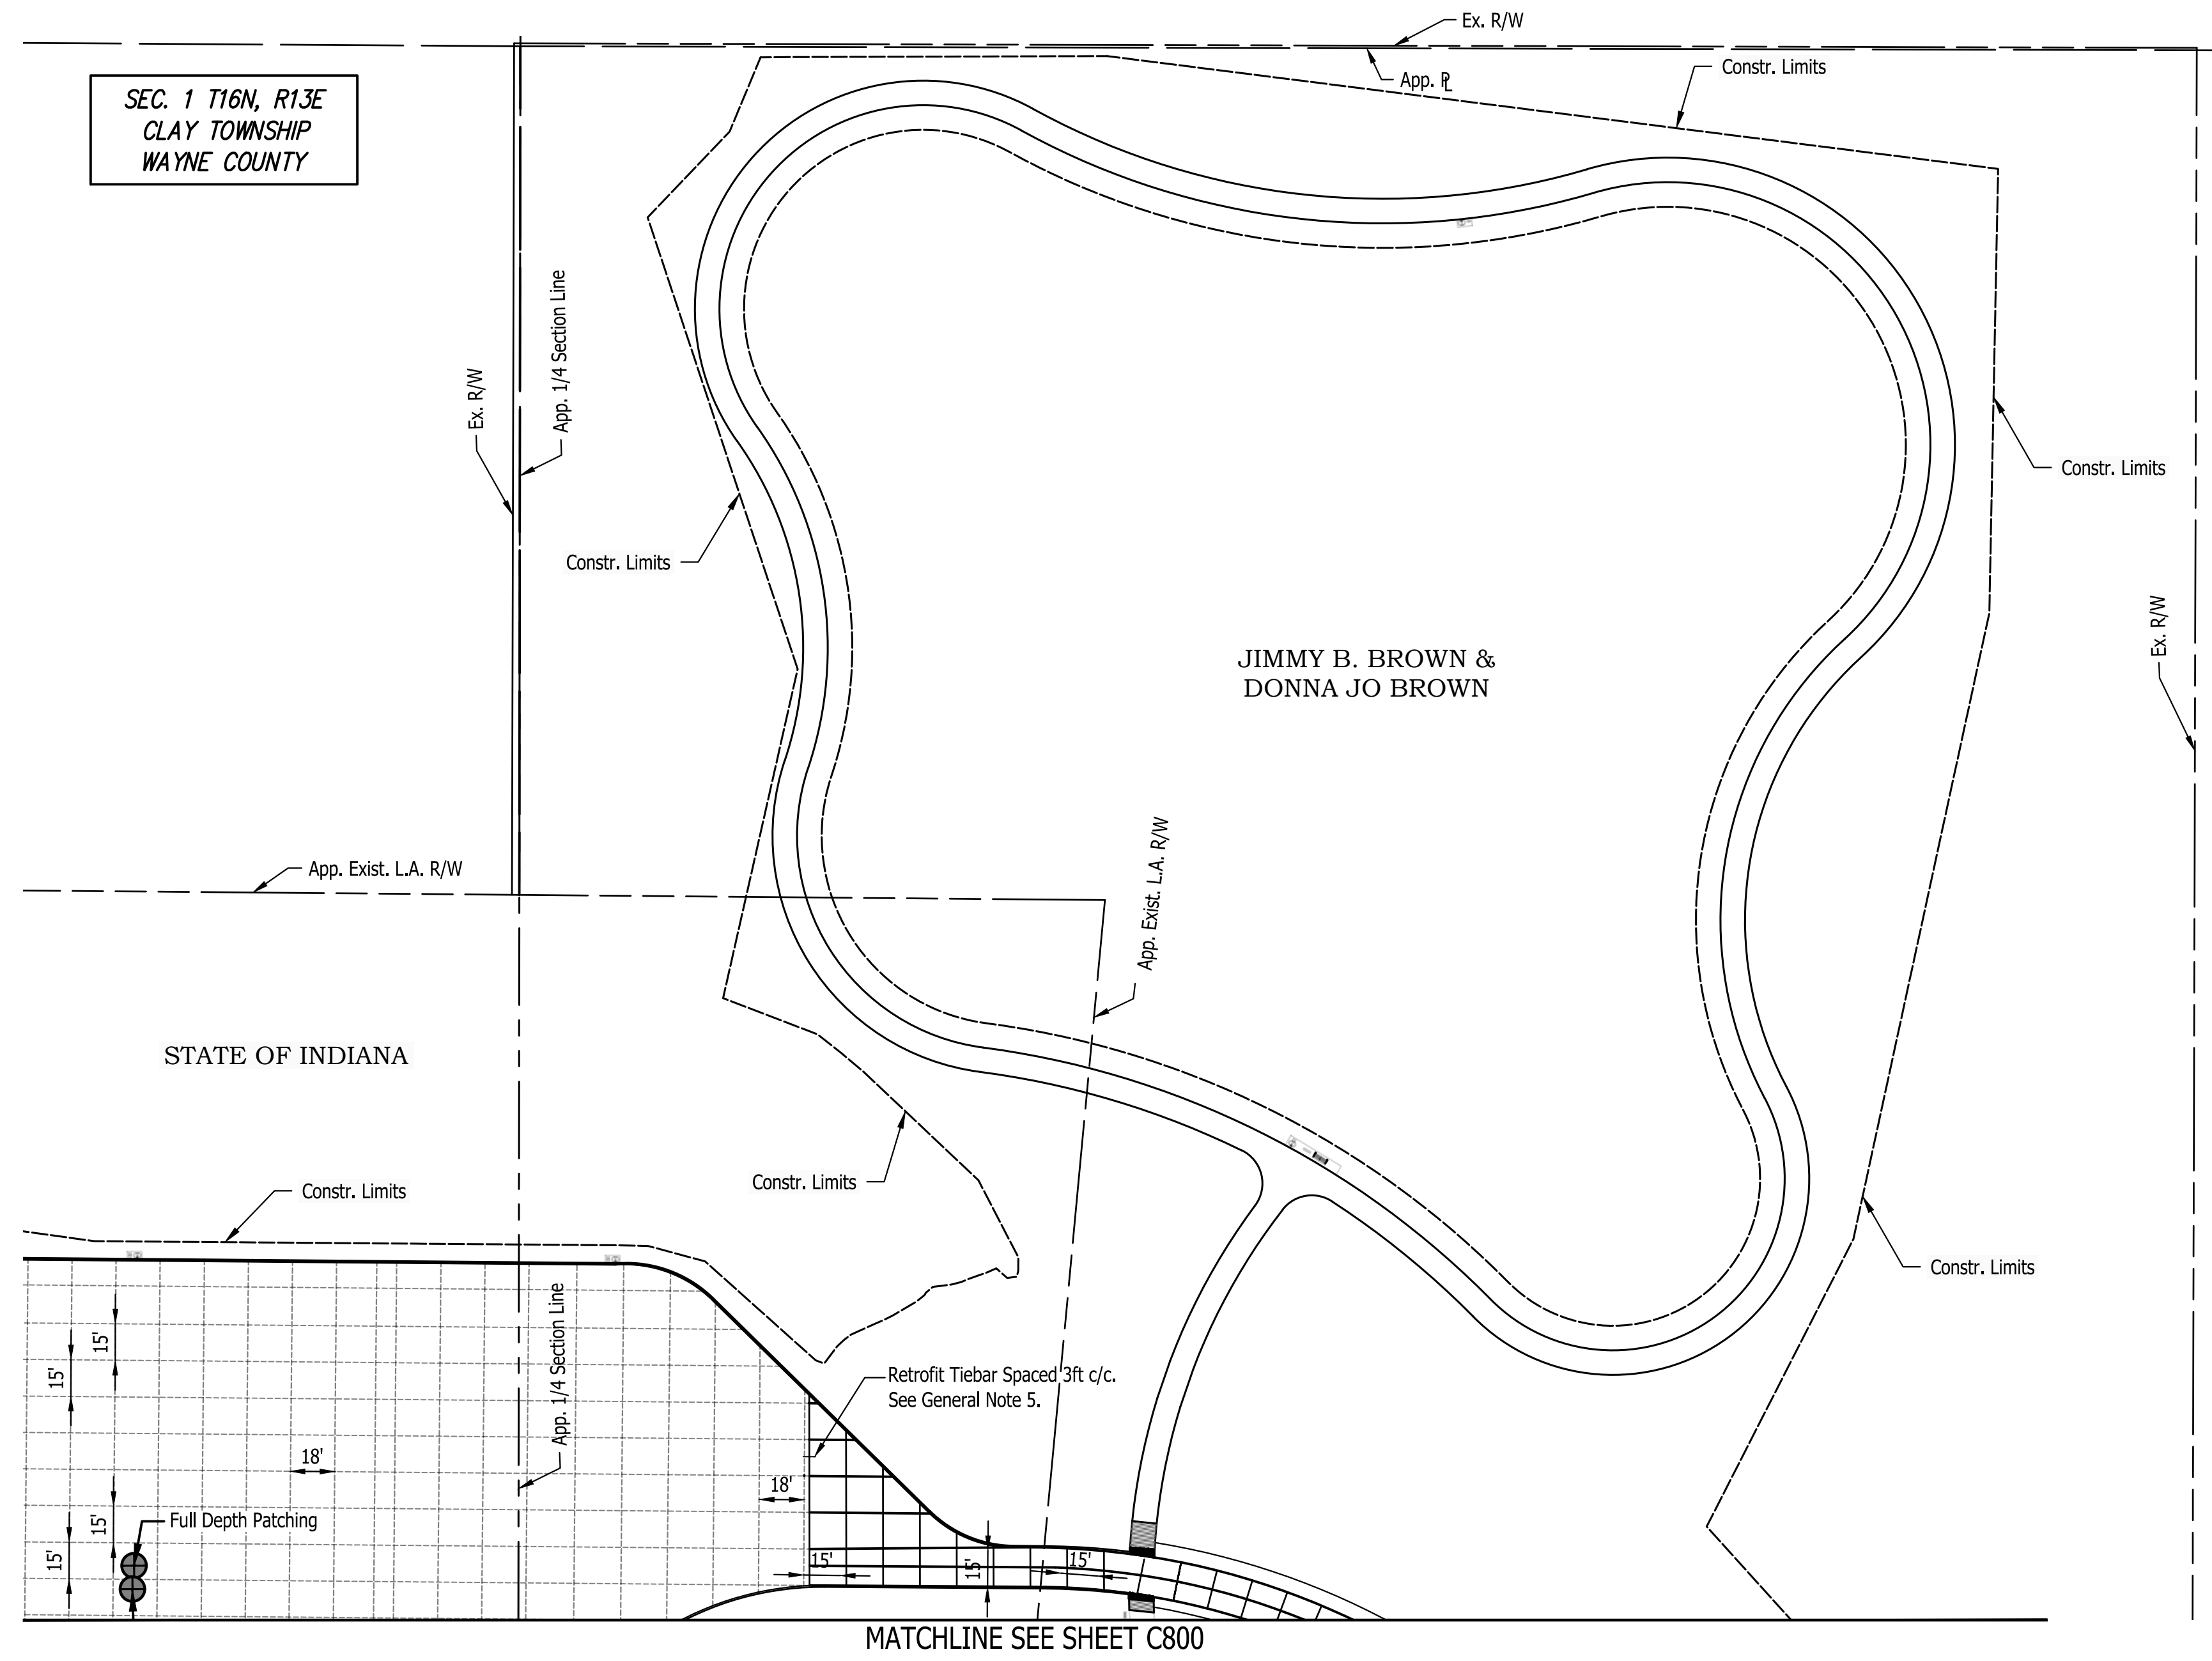 Ex. R/W
App. PL
Constr. Limits
SEC. 1 T16N, R13E
CLAY TOWNSHIP
WAYNE COUNTY
App. 1/4 Section Line
Ex. R/W
Constr. Limits
Constr. Limits
Ex. R/W
JIMMY B. BROWN &
DONNA JO BROWN
App. Exist. L.A. R/W
App. Exist. L.A. R/W
STATE OF INDIANA
Constr. Limits
Constr. Limits
Constr. Limits
App. 1/4 Section Line
15'
15'
Retrofit Tiebar Spaced 3ft c/c.
See General Note 5.
18'
18'
15'
Full Depth Patching
15'
15'
15'
15'
MATCHLINE SEE SHEET C800